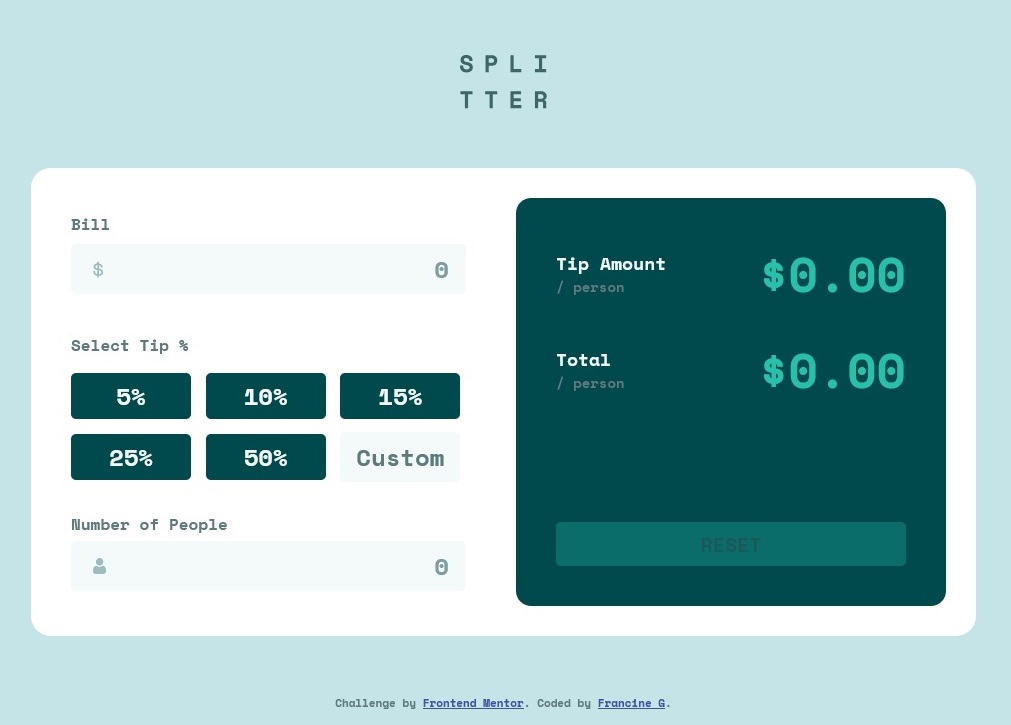 SPLI
TTER
Bill
$ 0
Select Tip %
5% 10% 15%
25% 50% Custom
Number of People
0
Tip Amount
/ person
$0.00
Total
/ person
$0.00
RESET
Challenge by Frontend Mentor. Coded by Francine G.